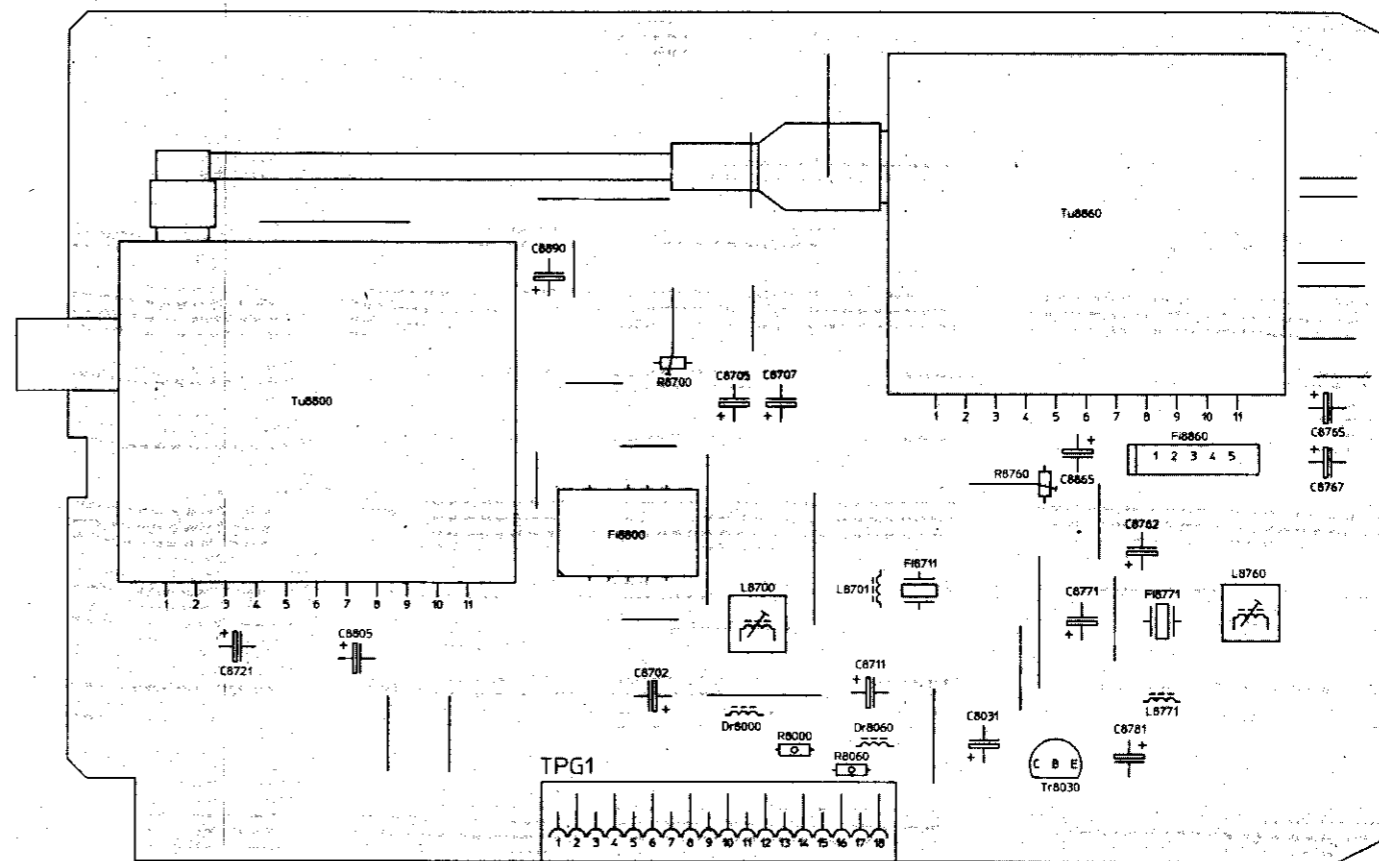 Tu8860
C8890
+
R8700
C8705
C8707
+
+
Tu8800
1 2 3 4 5 6 7 8 9 10 11
+
C8765
+
C8767
+
C8865
Fi8860
1 2 3 4 5
R8760
Fi8800
C8762
+
L8700
L8701
Fi8711
C8771
+
Fi8771
L8760
1 2 3 4 5 6 7 8 9 10 11
+
C8721
C8805
+
C8702
+
C8711
+
L8771
Dr8000
R8000
Dr8060
R8060
C8031
+
C B E
Tr8030
C8781
+
TPG1
1 2 3 4 5 6 7 8 9 10 11 12 13 14 15 16 17 18